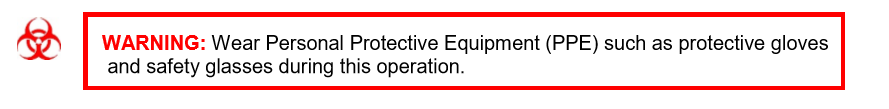 WARNING: Wear Personal Protective Equipment (PPE) such as protective gloves
and safety glasses during this operation.